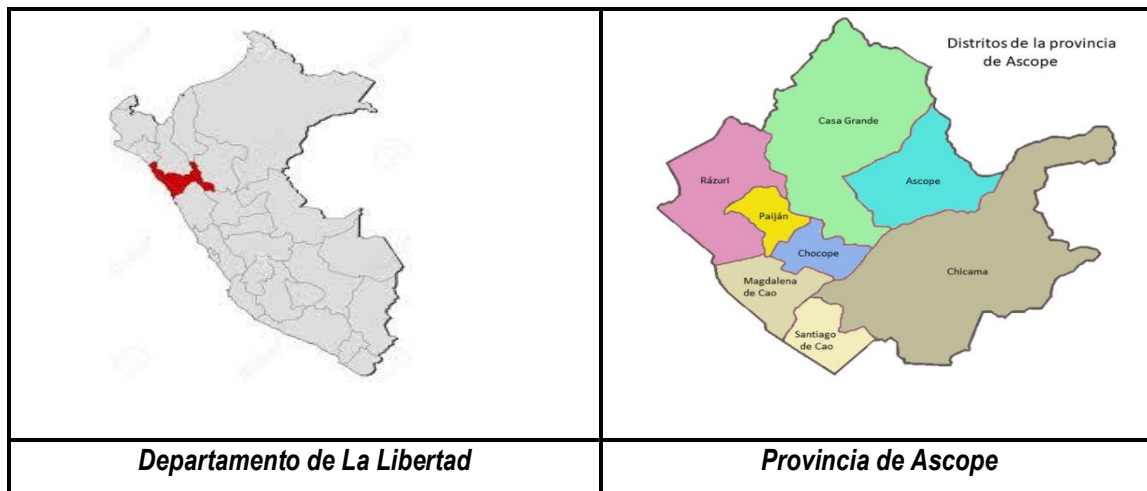 Distritos de la provincia
de Ascope
Casa Grande
Rázuri
Ascope
Paiján
Chocope
Chicama
Magdalena
de Cao
Santiago
de Cao
Departamento de La Libertad
Provincia de Ascope